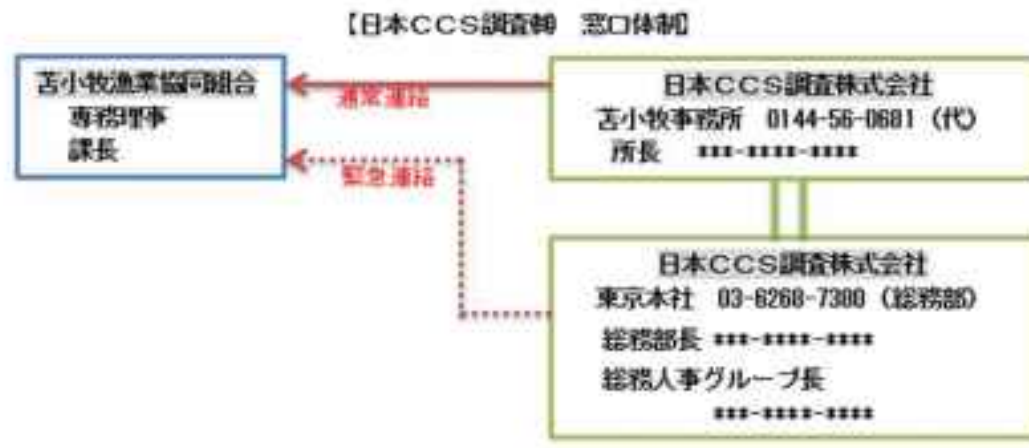 【日本CCS調査㈱　窓口体制】
苫小牧漁業協同組合
専務理事
課長
通常連絡
緊急連絡
日本CCS調査株式会社
苫小牧事務所　0144-56-0681（代）
所長　***-****-****
日本CCS調査株式会社
東京本社　03-6268-7380（総務部）
総務部長 ***-****-****
総務人事グループ長
***-****-****